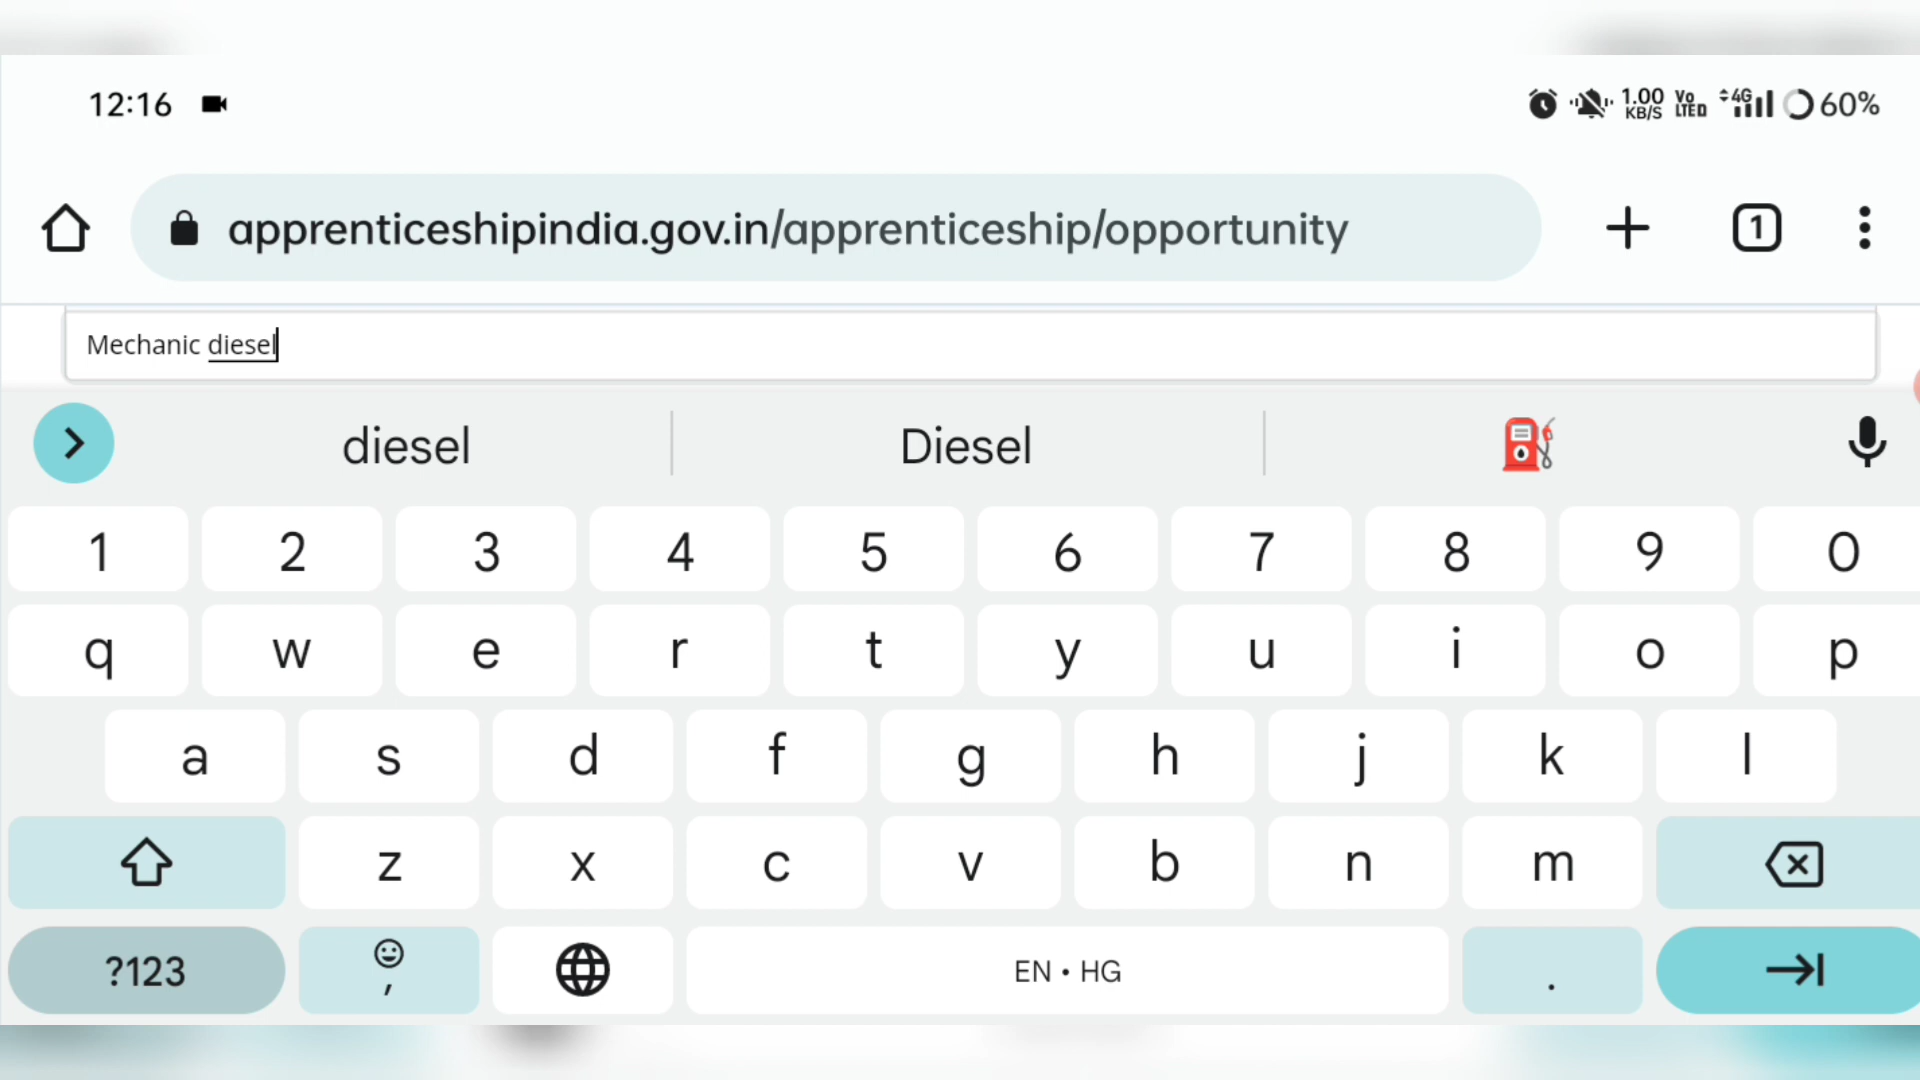 12:16 1.00 KB/S Vo LTE 4G 60%
apprenticeshipindia.gov.in/apprenticeship/opportunity 1
Mechanic diesel
diesel Diesel
1 2 3 4 5 6 7 8 9 0
q w e r t y u i o p
a s d f g h j k l
z x c v b n m
?123 , EN • HG .